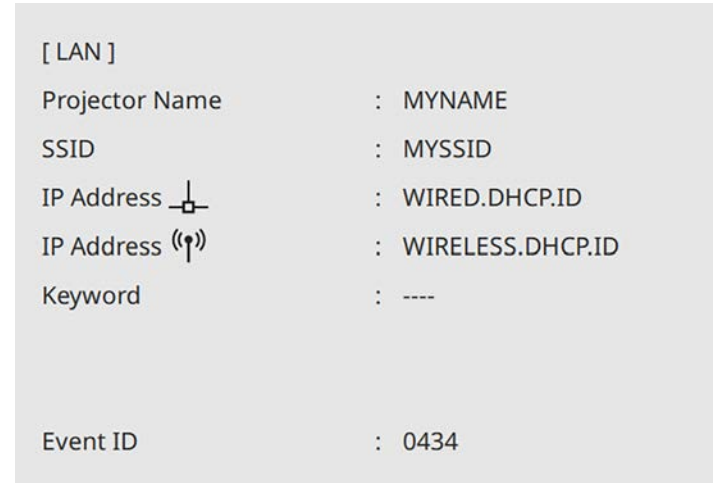 [ LAN ]
Projector Name : MYNAME
SSID : MYSSID
IP Address : WIRED.DHCP.ID
IP Address : WIRELESS.DHCP.ID
Keyword : ----
Event ID : 0434